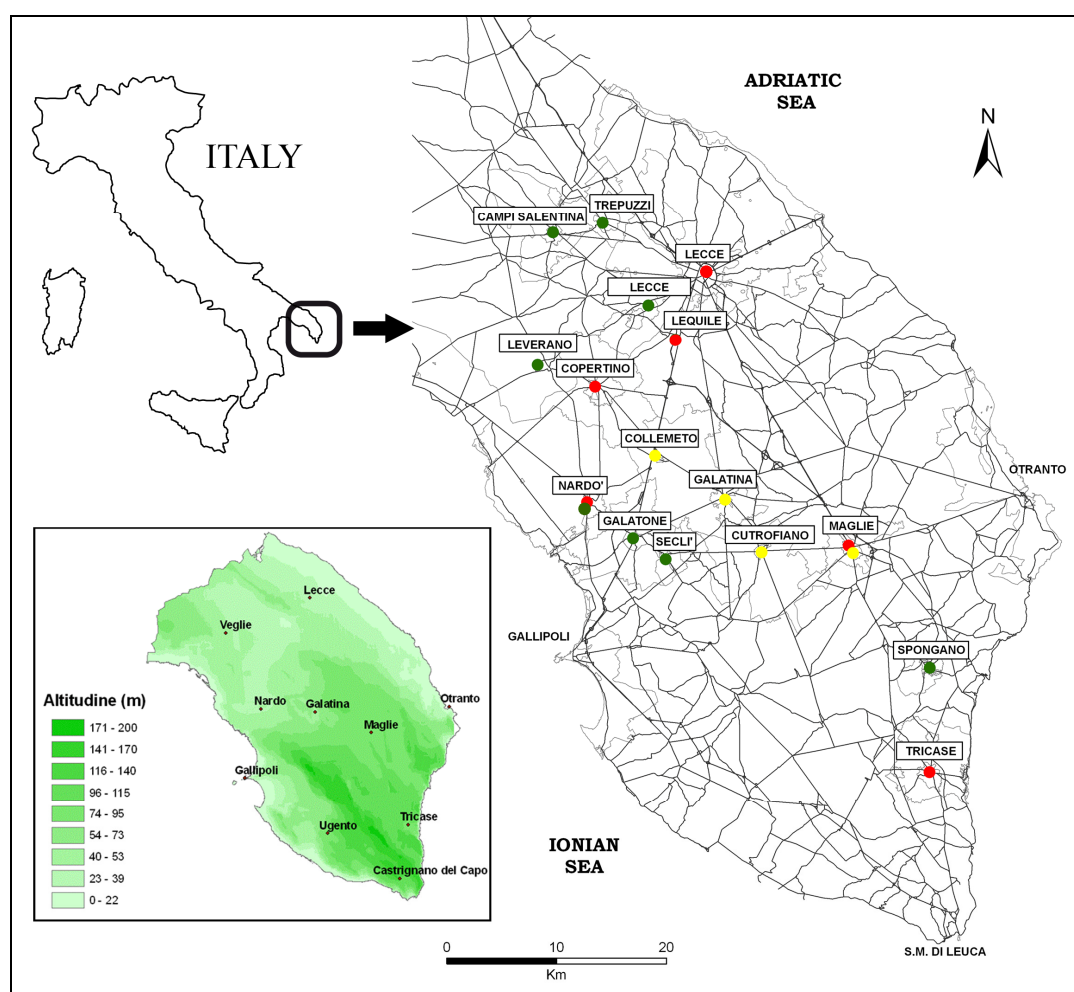 ITALY
ADRIATIC
SEA
N
TREPUZZI
CAMPI SALENTINA
LECCE
LECCE
LEQUILE
LEVERANO
COPERTINO
COLLEMETO
OTRANTO
GALATINA
NARDO'
GALATONE
MAGLIE
CUTROFIANO
SECLI'
GALLIPOLI
SPONGANO
TRICASE
IONIAN
SEA
S.M. DI LEUCA
0 10 20
Km
Lecce
Veglie
Nardo
Galatina
Otranto
Maglie
Gallipoli
Tricase
Ugento
Castrignano del Capo
Altitudine (m)
171 - 200
141 - 170
116 - 140
96 - 115
74 - 95
54 - 73
40 - 53
23 - 39
0 - 22